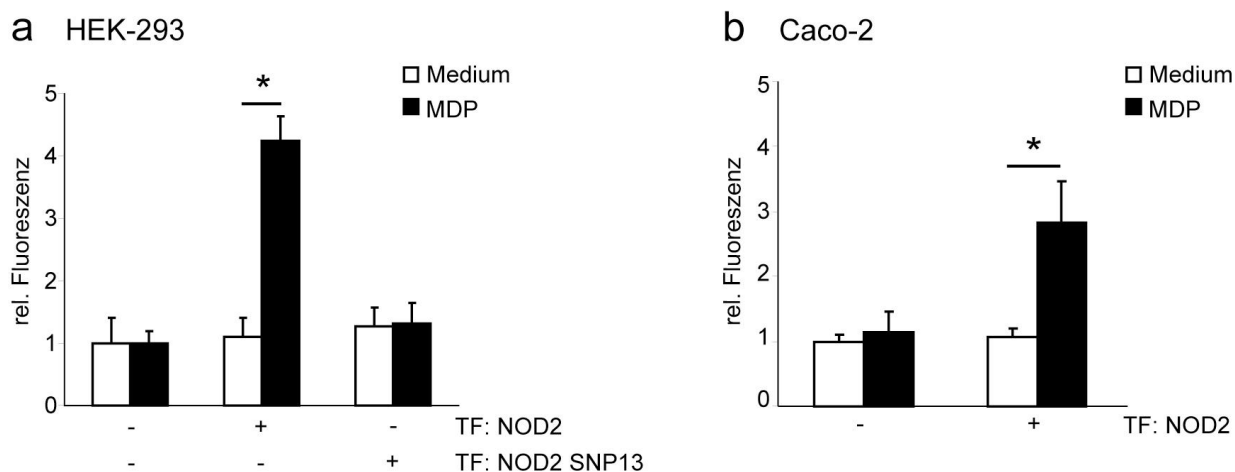 a HEK-293
Medium
MDP
rel. Fluoreszenz
5
4
3
2
1
0
*
- + - TF: NOD2
- - + TF: NOD2 SNP13
b Caco-2
Medium
MDP
rel. Fluoreszenz
5
4
3
2
1
0
*
- + TF: NOD2